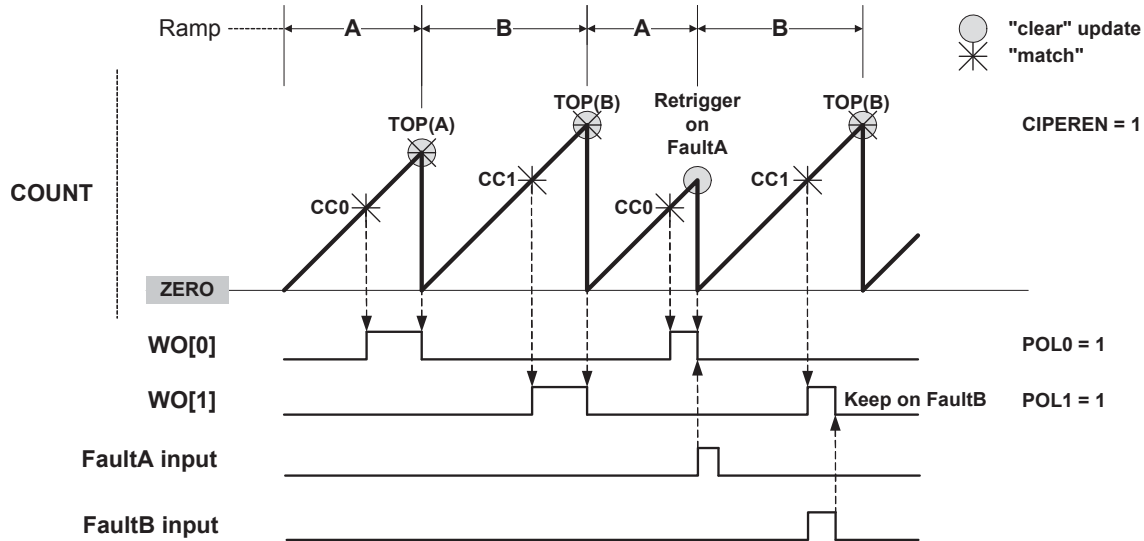 Ramp A B A B
"clear" update
"match"
TOP(A) TOP(B) Retrigger on FaultA TOP(B)
CIPEREN = 1
COUNT
CC0 CC1 CC0 CC1
ZERO
WO[0] POL0 = 1
WO[1] Keep on FaultB POL1 = 1
FaultA input
FaultB input